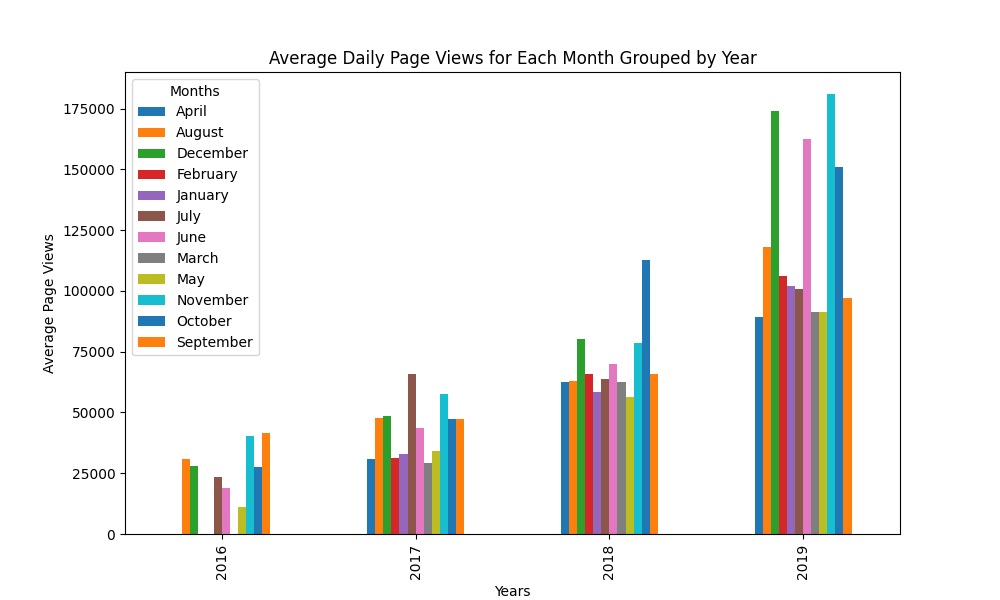 Average Daily Page Views for Each Month Grouped by Year
Months
April
August
December
February
January
July
June
March
May
November
October
September
175000
150000
125000
100000
75000
50000
25000
0
Average Page Views
2016
2017
2018
2019
Years